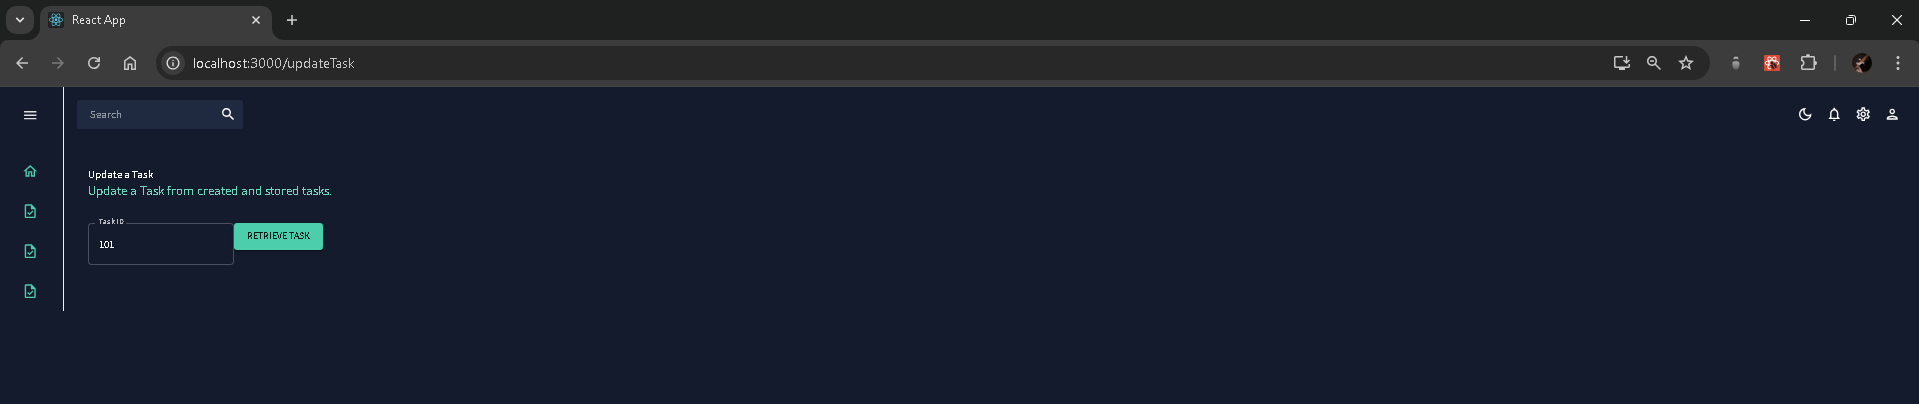 React App
localhost:3000/updateTask
Search
Update a Task
Update a Task from created and stored tasks.
Task ID
101
RETRIEVE TASK